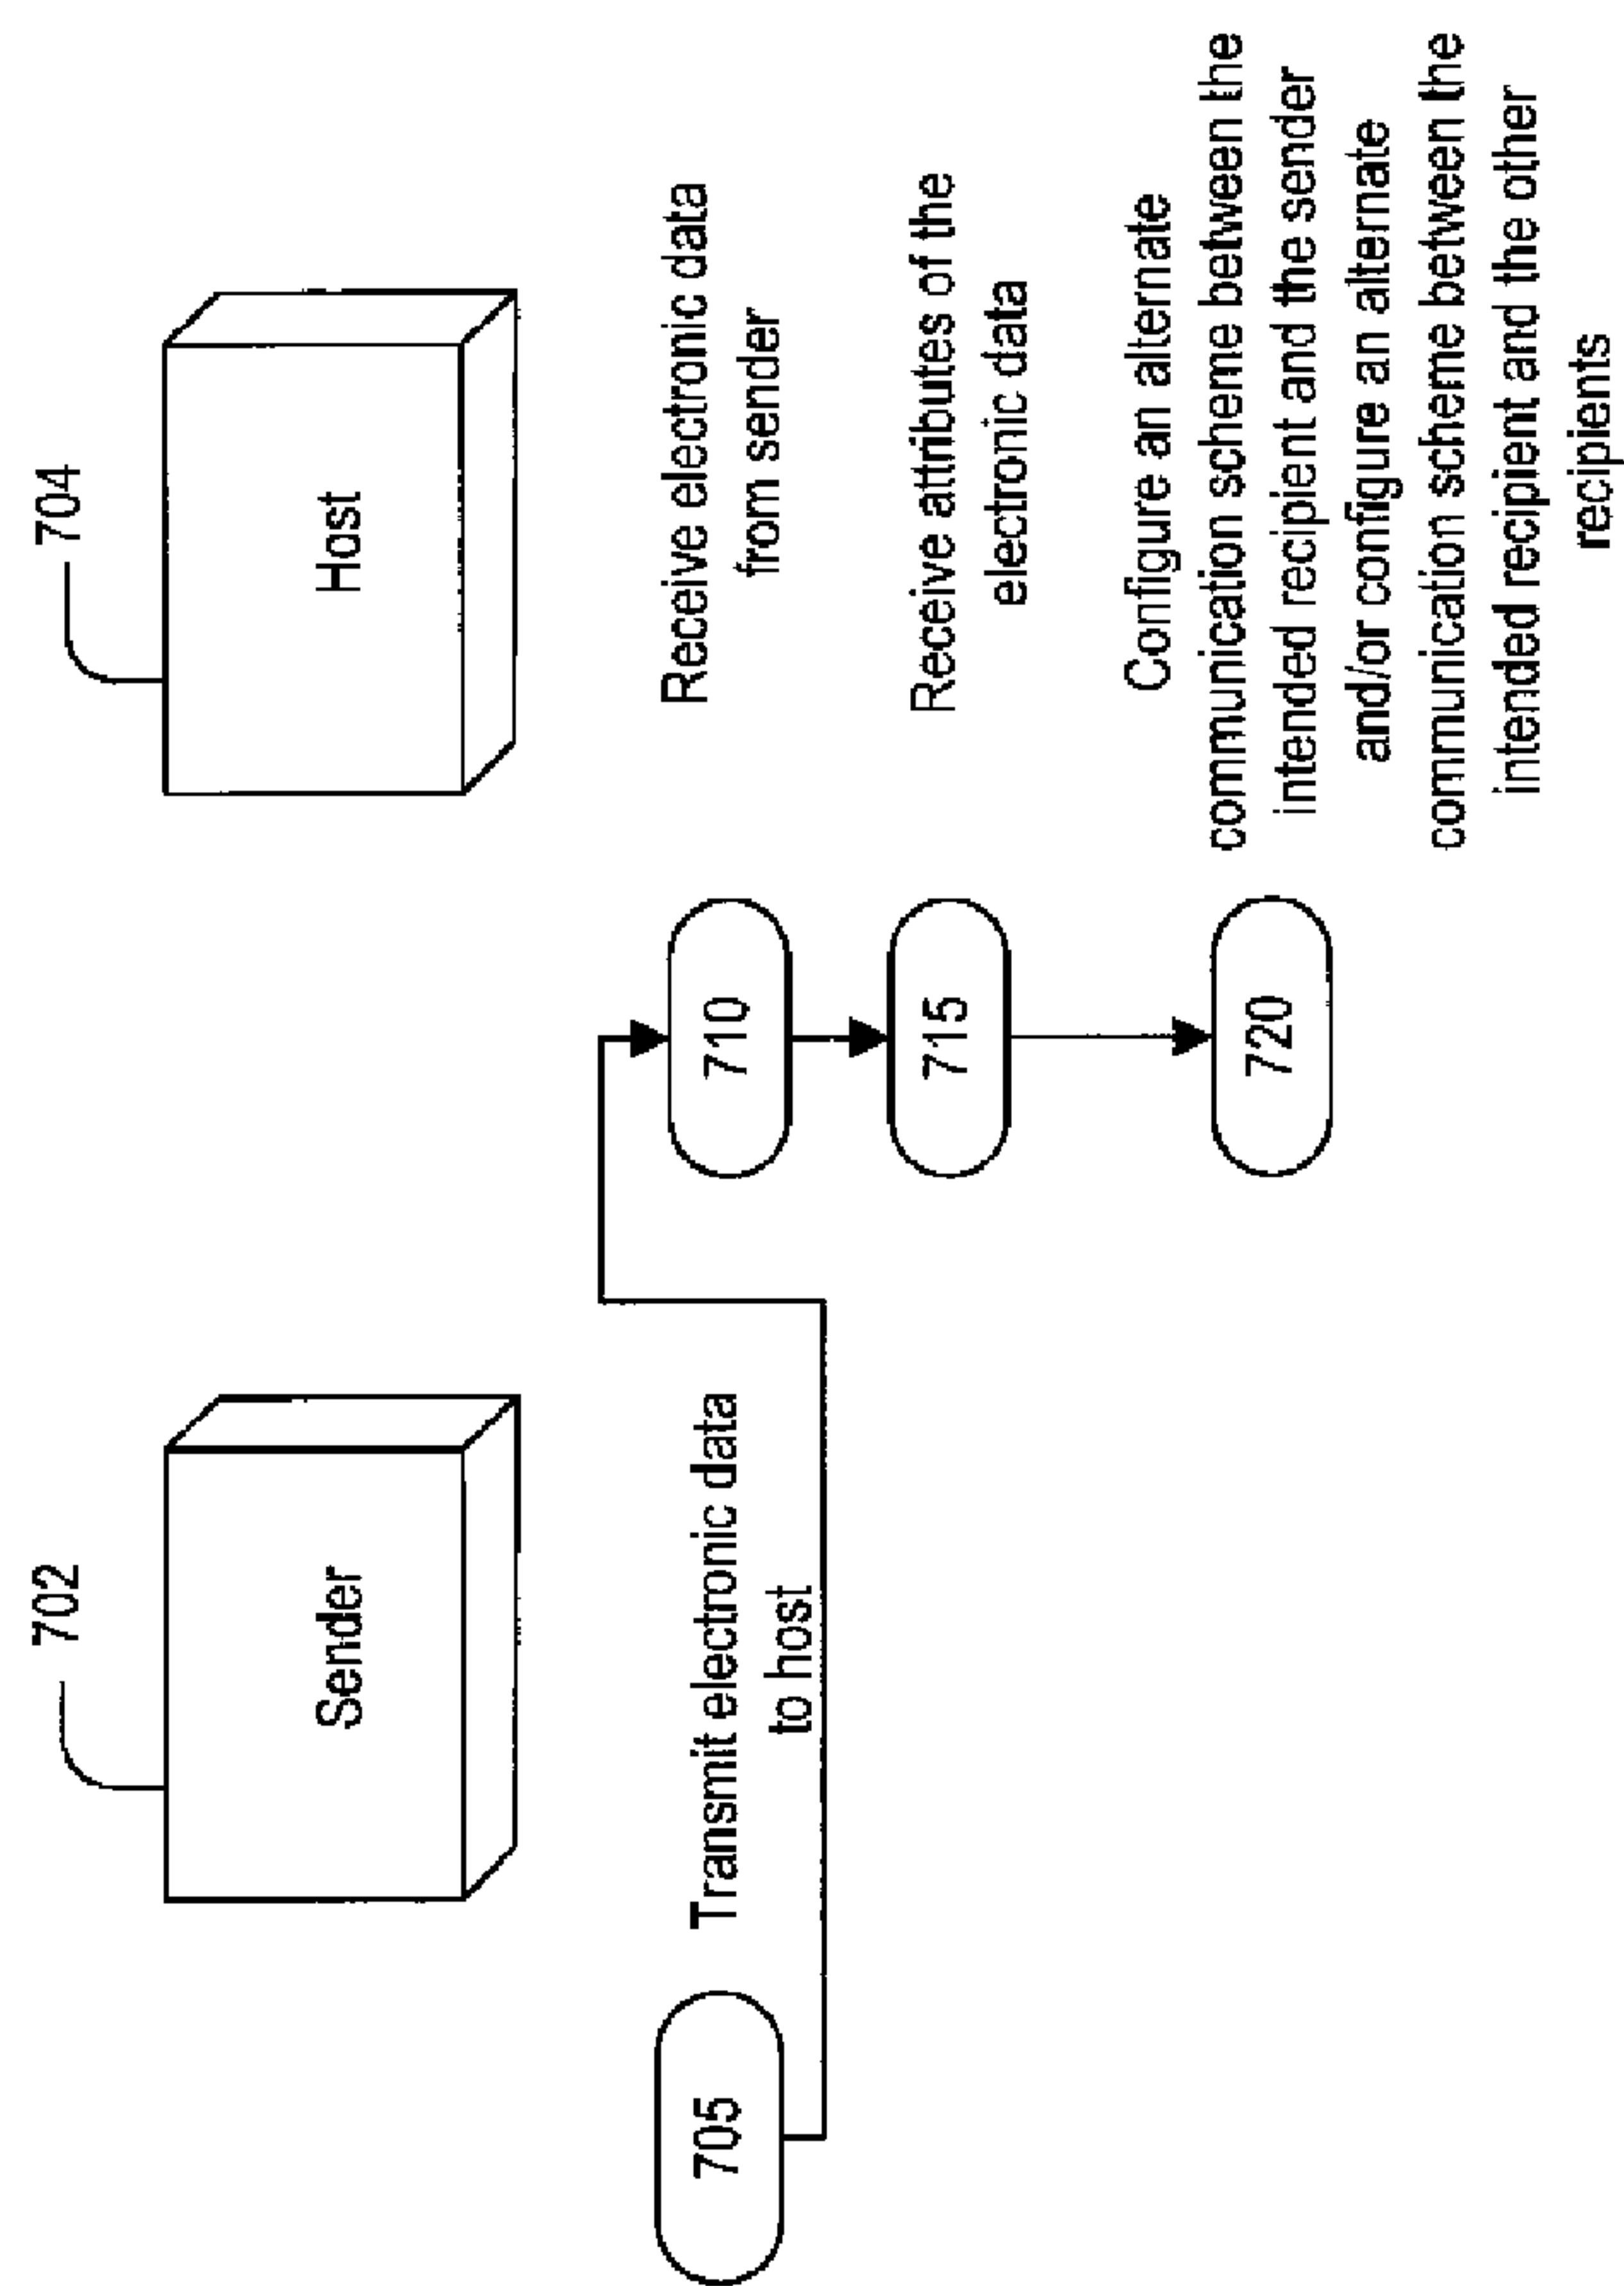 702
704
Sender
Host
705
Transmit electronic data
to host
710
Receive electronic data
from sender
715
Receive attributes of the
electronic data
720
Configure an alternate
communication scheme between the
intended recipient and the sender
and/or configure an alternate
communication scheme between the
intended recipient and the other
recipients